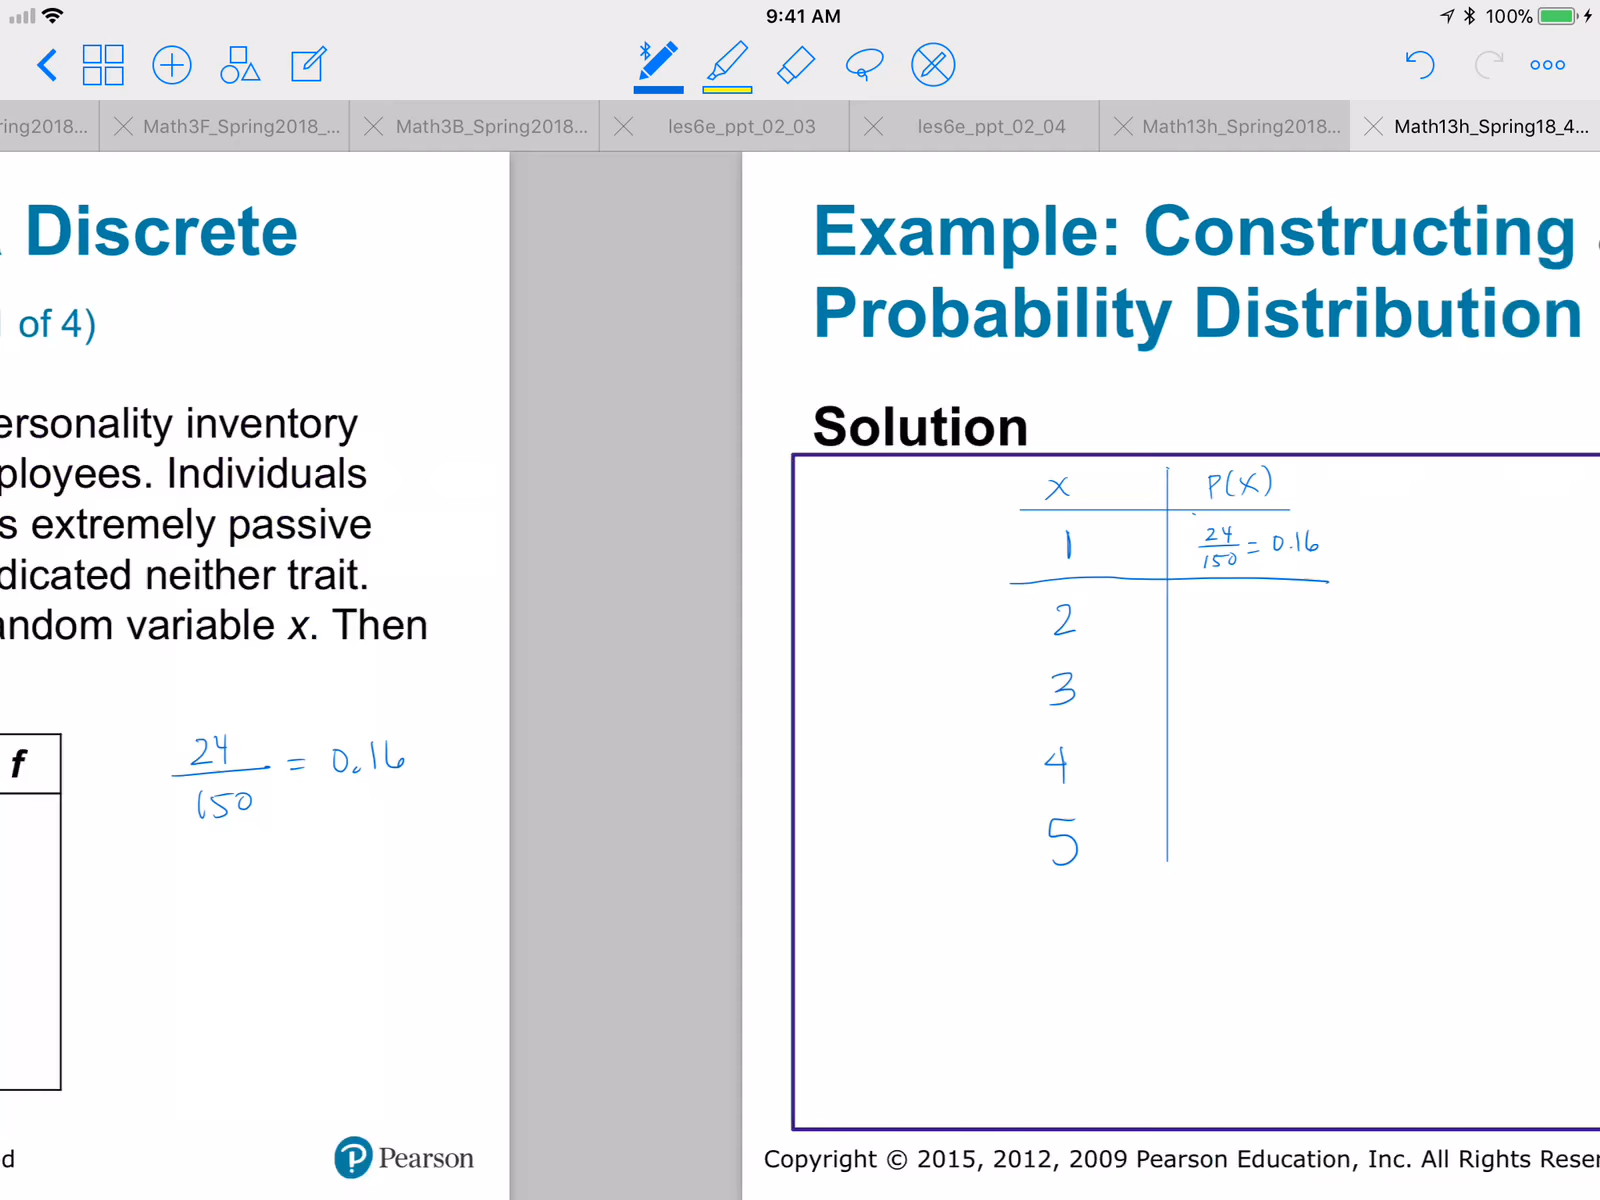 9:41 AM
100%
ring2018...
Math3F_Spring2018_...
Math3B_Spring2018...
les6e_ppt_02_03
les6e_ppt_02_04
Math13h_Spring2018...
Math13h_Spring18_4...
Discrete
of 4)
ersonality inventory
ployees. Individuals
s extremely passive
dicated neither trait.
andom variable x. Then
f
24/150 = 0.16
d
Pearson
Example: Constructing
Probability Distribution
Solution
x P(x)
1 24/150 = 0.16
2
3
4
5
Copyright © 2015, 2012, 2009 Pearson Education, Inc. All Rights Reser